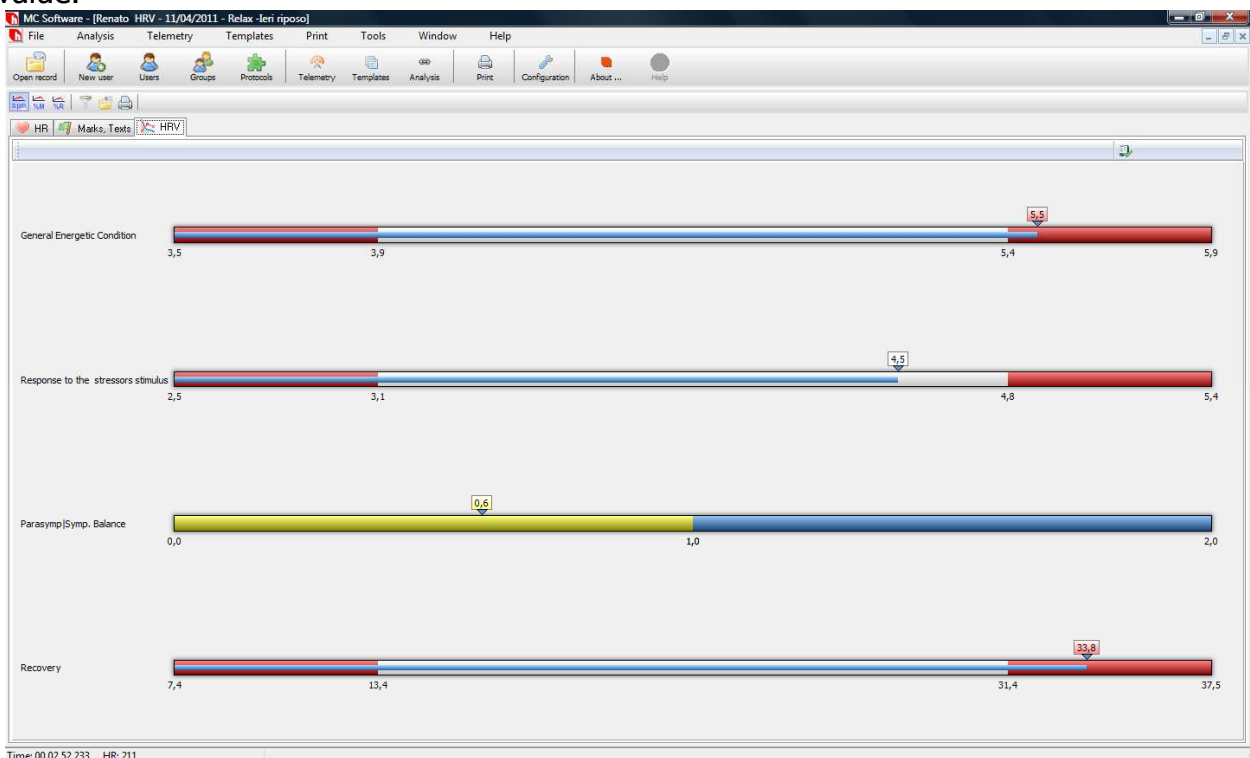 value.
MC Software - [Renato HRV - 11/04/2011 - Relax -Ieri riposo]
File Analysis Telemetry Templates Print Tools Window Help
Open record New user Users Groups Protocols Telemetry Templates Analysis Print Configuration About ... Help
bpm %M %R
HR Marks, Texts HRV
5,5
General Energetic Condition
3,5 3,9 5,4 5,9
4,5
Response to the stressors stimulus
2,5 3,1 4,8 5,4
0,6
Parasymp|Symp. Balance
0,0 1,0 2,0
33,8
Recovery
7,4 13,4 31,4 37,5
Time: 00.02.52.233 HR: 211